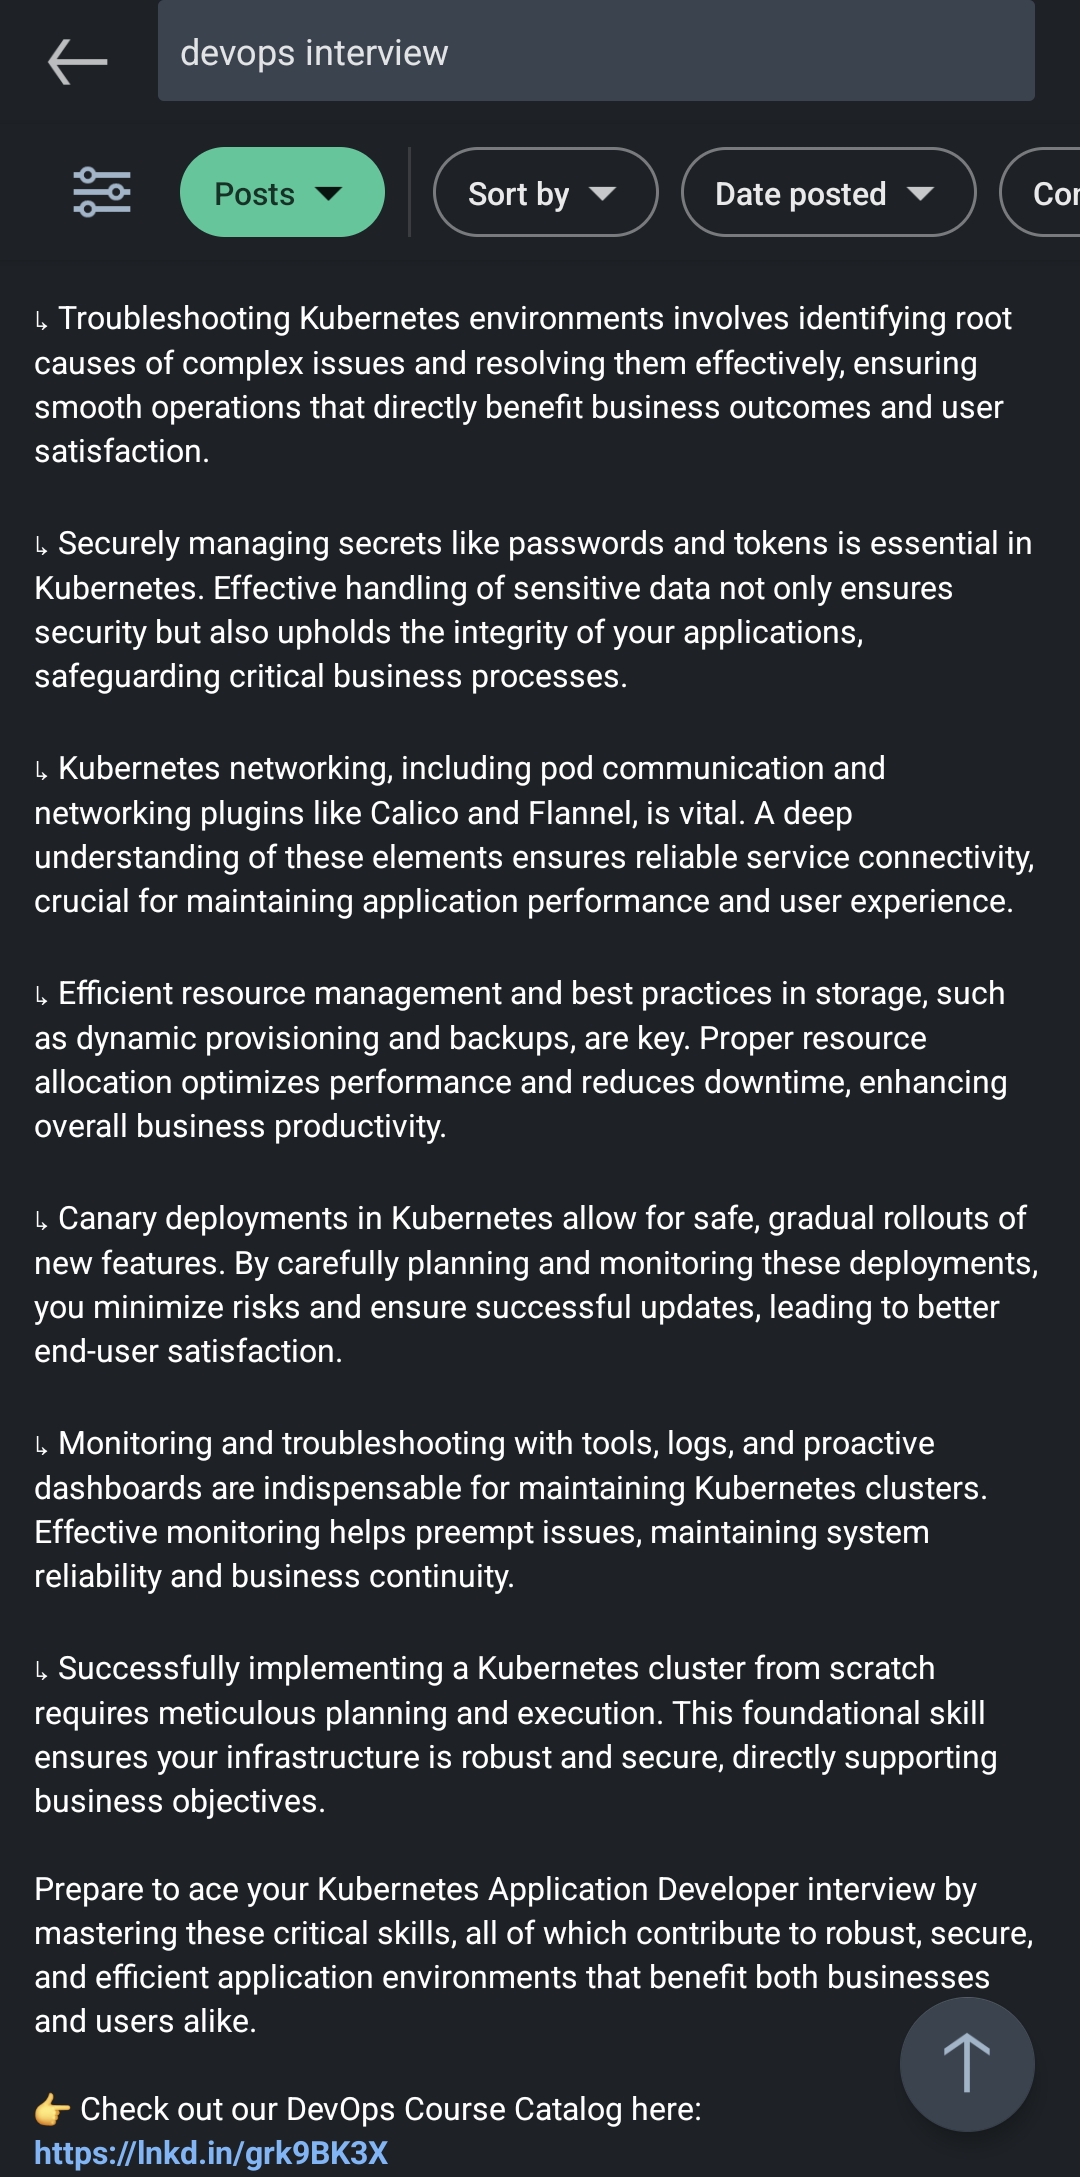 devops interview
Posts
Sort by
Date posted
↳ Troubleshooting Kubernetes environments involves identifying root
causes of complex issues and resolving them effectively, ensuring
smooth operations that directly benefit business outcomes and user
satisfaction.
↳ Securely managing secrets like passwords and tokens is essential in
Kubernetes. Effective handling of sensitive data not only ensures
security but also upholds the integrity of your applications,
safeguarding critical business processes.
↳ Kubernetes networking, including pod communication and
networking plugins like Calico and Flannel, is vital. A deep
understanding of these elements ensures reliable service connectivity,
crucial for maintaining application performance and user experience.
↳ Efficient resource management and best practices in storage, such
as dynamic provisioning and backups, are key. Proper resource
allocation optimizes performance and reduces downtime, enhancing
overall business productivity.
↳ Canary deployments in Kubernetes allow for safe, gradual rollouts of
new features. By carefully planning and monitoring these deployments,
you minimize risks and ensure successful updates, leading to better
end-user satisfaction.
↳ Monitoring and troubleshooting with tools, logs, and proactive
dashboards are indispensable for maintaining Kubernetes clusters.
Effective monitoring helps preempt issues, maintaining system
reliability and business continuity.
↳ Successfully implementing a Kubernetes cluster from scratch
requires meticulous planning and execution. This foundational skill
ensures your infrastructure is robust and secure, directly supporting
business objectives.
Prepare to ace your Kubernetes Application Developer interview by
mastering these critical skills, all of which contribute to robust, secure,
and efficient application environments that benefit both businesses
and users alike.
👉 Check out our DevOps Course Catalog here:
https://lnkd.in/grk9BK3X